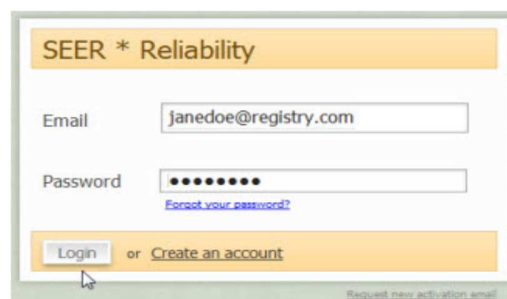 SEER * Reliability
Email janedoe@registry.com
Password ●●●●●●●●
Forgot your password?
Login or Create an account
Request new activation email